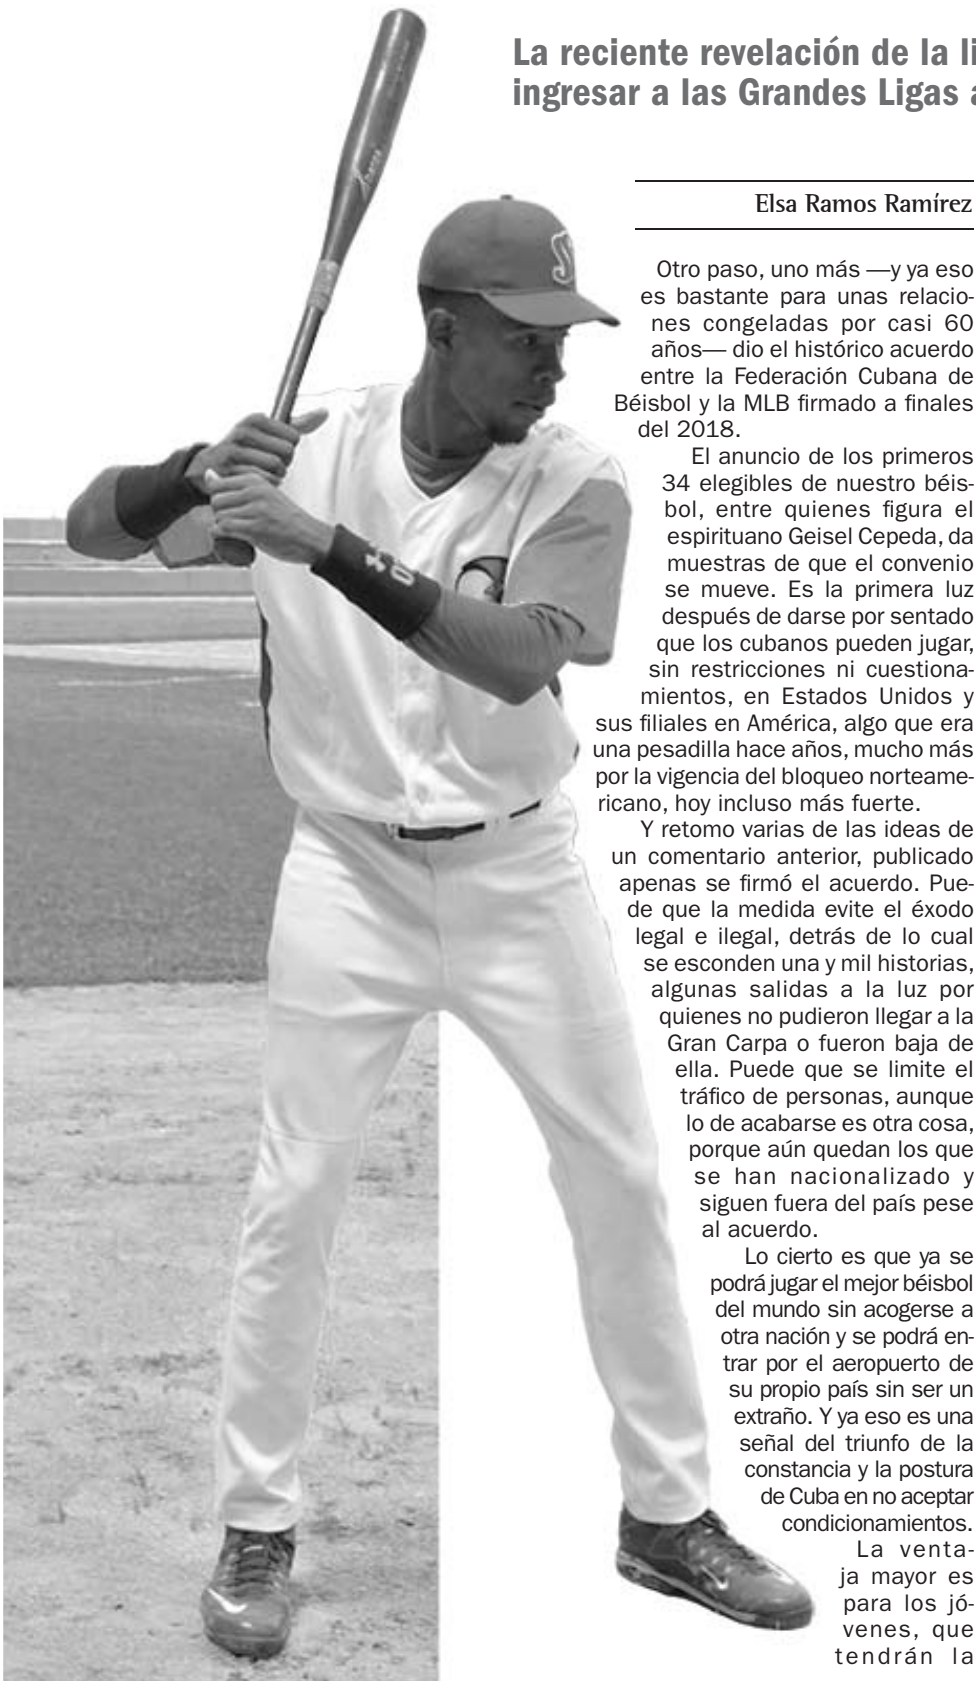 La reciente revelación de la li
ingresar a las Grandes Ligas a
Elsa Ramos Ramírez
Otro paso, uno más —y ya eso
es bastante para unas relacio-
nes congeladas por casi 60
años— dio el histórico acuerdo
entre la Federación Cubana de
Béisbol y la MLB firmado a finales
del 2018.
El anuncio de los primeros
34 elegibles de nuestro béis-
bol, entre quienes figura el
espirituano Geisel Cepeda, da
muestras de que el convenio
se mueve. Es la primera luz
después de darse por sentado
que los cubanos pueden jugar,
sin restricciones ni cuestiona-
mientos, en Estados Unidos y
sus filiales en América, algo que era
una pesadilla hace años, mucho más
por la vigencia del bloqueo norteame-
ricano, hoy incluso más fuerte.
Y retomo varias de las ideas de
un comentario anterior, publicado
apenas se firmó el acuerdo. Pue-
de que la medida evite el éxodo
legal e ilegal, detrás de lo cual
se esconden una y mil historias,
algunas salidas a la luz por
quienes no pudieron llegar a la
Gran Carpa o fueron baja de
ella. Puede que se limite el
tráfico de personas, aunque
lo de acabarse es otra cosa,
porque aún quedan los que
se han nacionalizado y
siguen fuera del país pese
al acuerdo.
Lo cierto es que ya se
podrá jugar el mejor béisbol
del mundo sin acogerse a
otra nación y se podrá en-
trar por el aeropuerto de
su propio país sin ser un
extraño. Y ya eso es una
señal del triunfo de la
constancia y la postura
de Cuba en no aceptar
condicionamientos.
La venta-
ja mayor es
para los jó-
venes, que
tendrán la